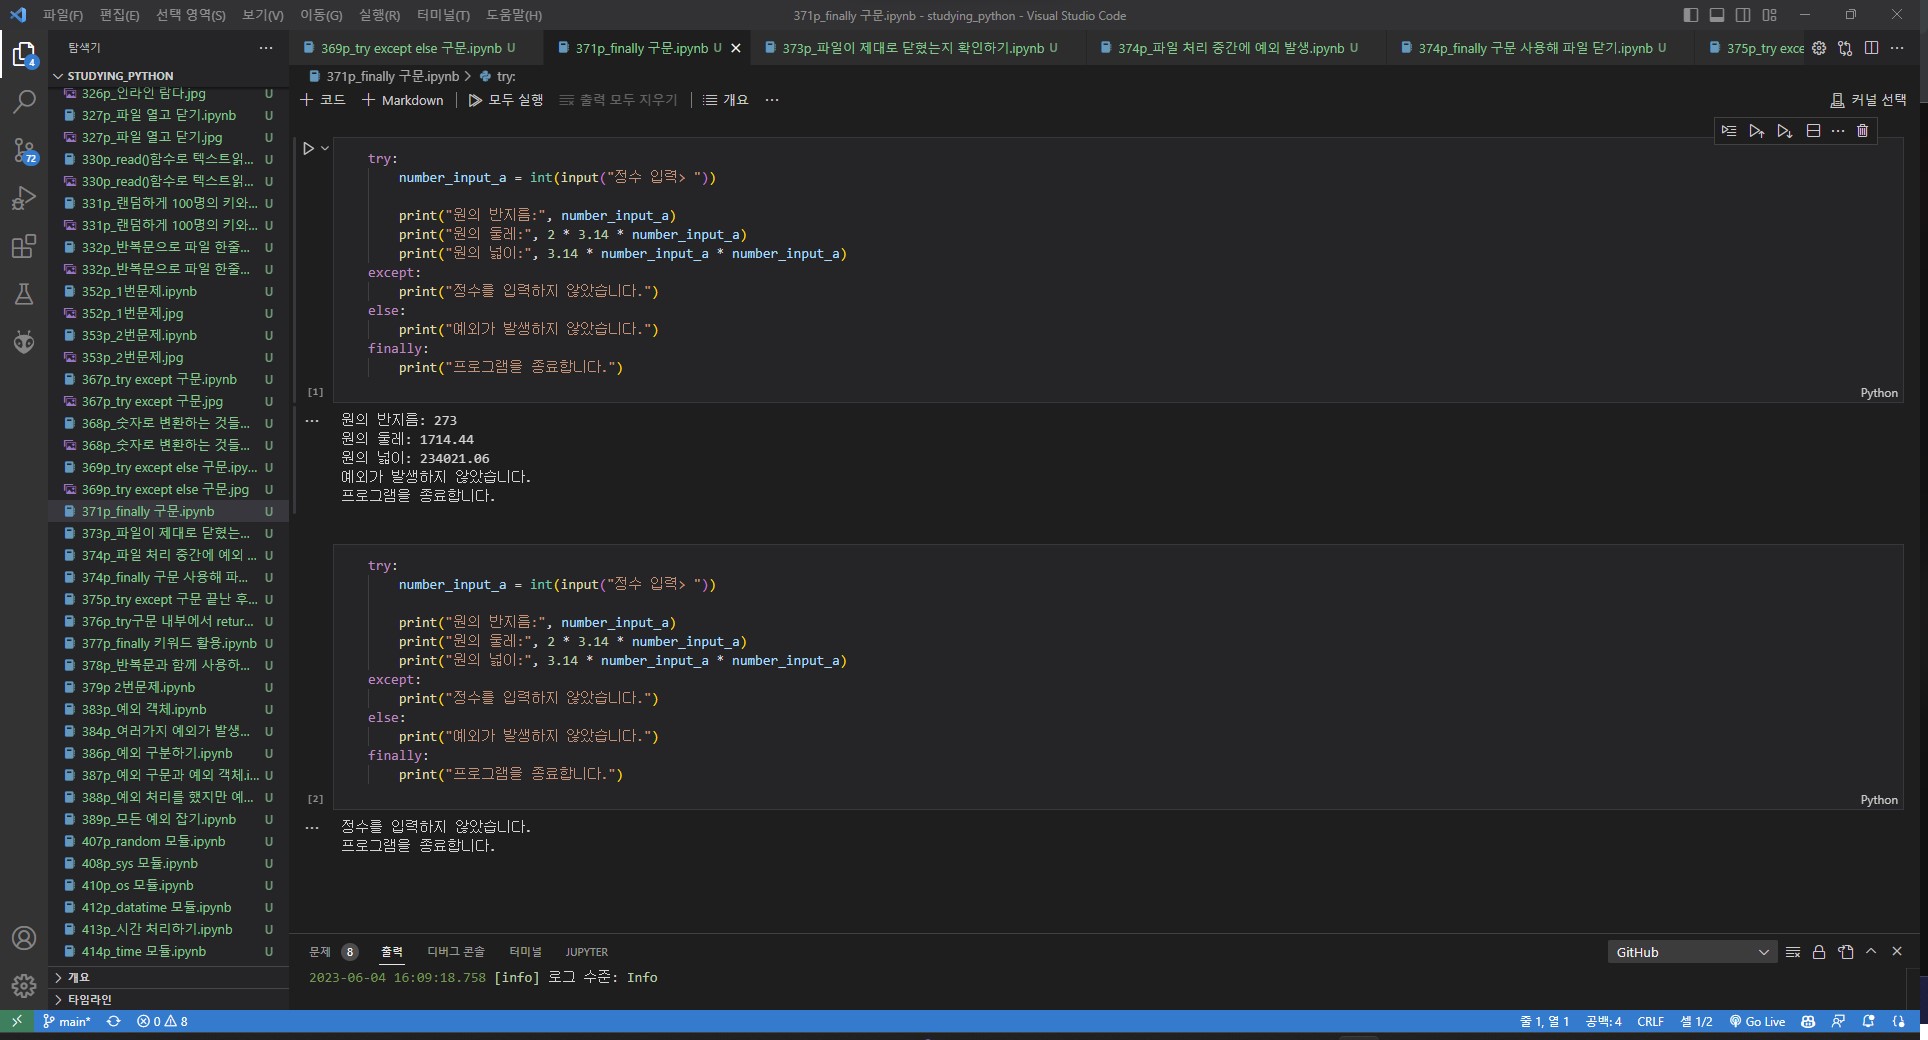 파일(F) 편집(E) 선택 영역(S) 보기(V) 이동(G) 실행(R) 터미널(T) 도움말(H)
371p_finally 구문.ipynb - studying_python - Visual Studio Code
탐색기
4
72
STUDYING_PYTHON
326p_인라인 람다.jpg U
327p_파일 열고 닫기.ipynb U
327p_파일 열고 닫기.jpg U
330p_read()함수로 텍스트읽... U
330p_read()함수로 텍스트읽... U
331p_랜덤하게 100명의 키와... U
331p_랜덤하게 100명의 키와... U
332p_반복문으로 파일 한줄... U
332p_반복문으로 파일 한줄... U
352p_1번문제.ipynb U
352p_1번문제.jpg U
353p_2번문제.ipynb U
353p_2번문제.jpg U
367p_try except 구문.ipynb U
367p_try except 구문.jpg U
368p_숫자로 변환하는 것들... U
368p_숫자로 변환하는 것들... U
369p_try except else 구문.ipy... U
369p_try except else 구문.jpg U
371p_finally 구문.ipynb U
373p_파일이 제대로 닫혔는... U
374p_파일 처리 중간에 예외 ... U
374p_finally 구문 사용해 파... U
375p_try except 구문 끝난 후... U
376p_try구문 내부에서 retur... U
377p_finally 키워드 활용.ipynb U
378p_반복문과 함께 사용하... U
379p 2번문제.ipynb U
383p_예외 객체.ipynb U
384p_여러가지 예외가 발생... U
386p_예외 구분하기.ipynb U
387p_예외 구문과 예외 객체.i... U
388p_예외 처리를 했지만 예... U
389p_모든 예외 잡기.ipynb U
407p_random 모듈.ipynb U
408p_sys 모듈.ipynb U
410p_os 모듈.ipynb U
412p_datatime 모듈.ipynb U
413p_시간 처리하기.ipynb U
414p_time 모듈.ipynb U
개요
타임라인
369p_try except else 구문.ipynb U 371p_finally 구문.ipynb U 373p_파일이 제대로 닫혔는지 확인하기.ipynb U 374p_파일 처리 중간에 예외 발생.ipynb U 374p_finally 구문 사용해 파일 닫기.ipynb U 375p_try exce
371p_finally 구문.ipynb > try:
+ 코드 + Markdown 모두 실행 출력 모두 지우기 개요 ... 커널 선택
try:
number_input_a = int(input("정수 입력> "))
print("원의 반지름:", number_input_a)
print("원의 둘레:", 2 * 3.14 * number_input_a)
print("원의 넓이:", 3.14 * number_input_a * number_input_a)
except:
print("정수를 입력하지 않았습니다.")
else:
print("예외가 발생하지 않았습니다.")
finally:
print("프로그램을 종료합니다.")
[1] Python
원의 반지름: 273
원의 둘레: 1714.44
원의 넓이: 234021.06
예외가 발생하지 않았습니다.
프로그램을 종료합니다.
try:
number_input_a = int(input("정수 입력> "))
print("원의 반지름:", number_input_a)
print("원의 둘레:", 2 * 3.14 * number_input_a)
print("원의 넓이:", 3.14 * number_input_a * number_input_a)
except:
print("정수를 입력하지 않았습니다.")
else:
print("예외가 발생하지 않았습니다.")
finally:
print("프로그램을 종료합니다.")
[2] Python
정수를 입력하지 않았습니다.
프로그램을 종료합니다.
문제 8 출력 디버그 콘솔 터미널 JUPYTER GitHub
2023-06-04 16:09:18.758 [info] 로그 수준: Info
main* 0 8 줄 1, 열 1 공백: 4 CRLF 셀 1/2 Go Live